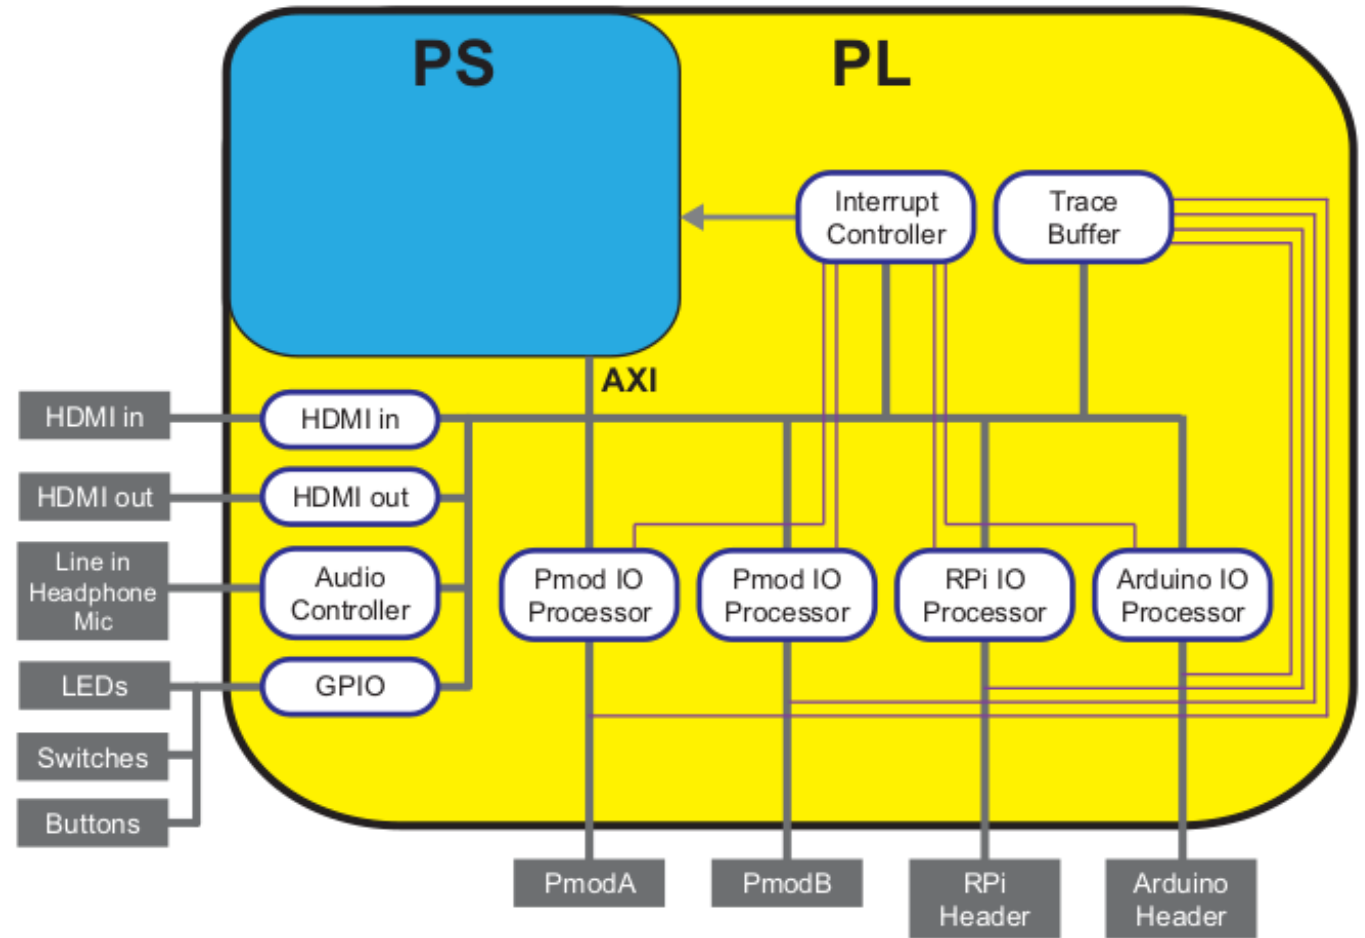 PS
PL
Interrupt
Controller
Trace
Buffer
AXI
HDMI in
HDMI in
HDMI out
HDMI out
Line in
Headphone
Mic
Audio
Controller
Pmod IO
Processor
Pmod IO
Processor
RPi IO
Processor
Arduino IO
Processor
LEDs
GPIO
Switches
Buttons
PmodA
PmodB
RPi
Header
Arduino
Header